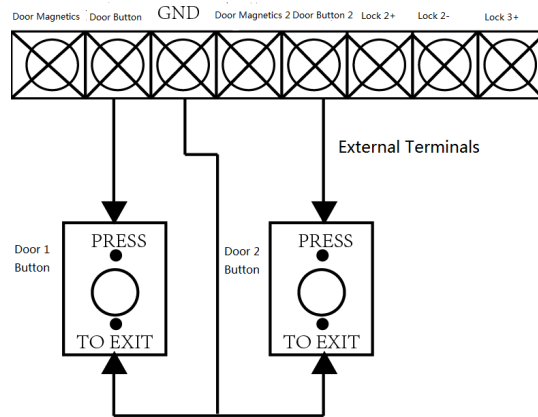 Door Magnetics
Door Button
GND
Door Magnetics 2
Door Button 2
Lock 2+
Lock 2-
Lock 3+
External Terminals
Door 1
Button
PRESS
TO EXIT
Door 2
Button
PRESS
TO EXIT